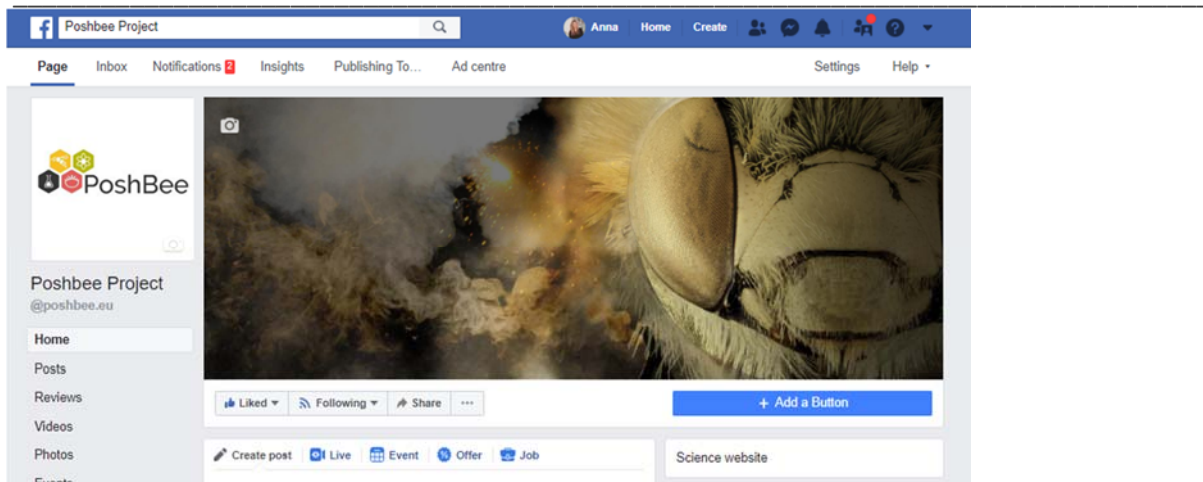 Poshbee Project
Anna Home Create
Page Inbox Notifications 2 Insights Publishing To... Ad centre Settings Help
PoshBee
Poshbee Project
@poshbee.eu
Home
Posts
Reviews
Videos
Photos
Events
Liked Following Share ...
+ Add a Button
Create post Live Event Offer Job
Science website